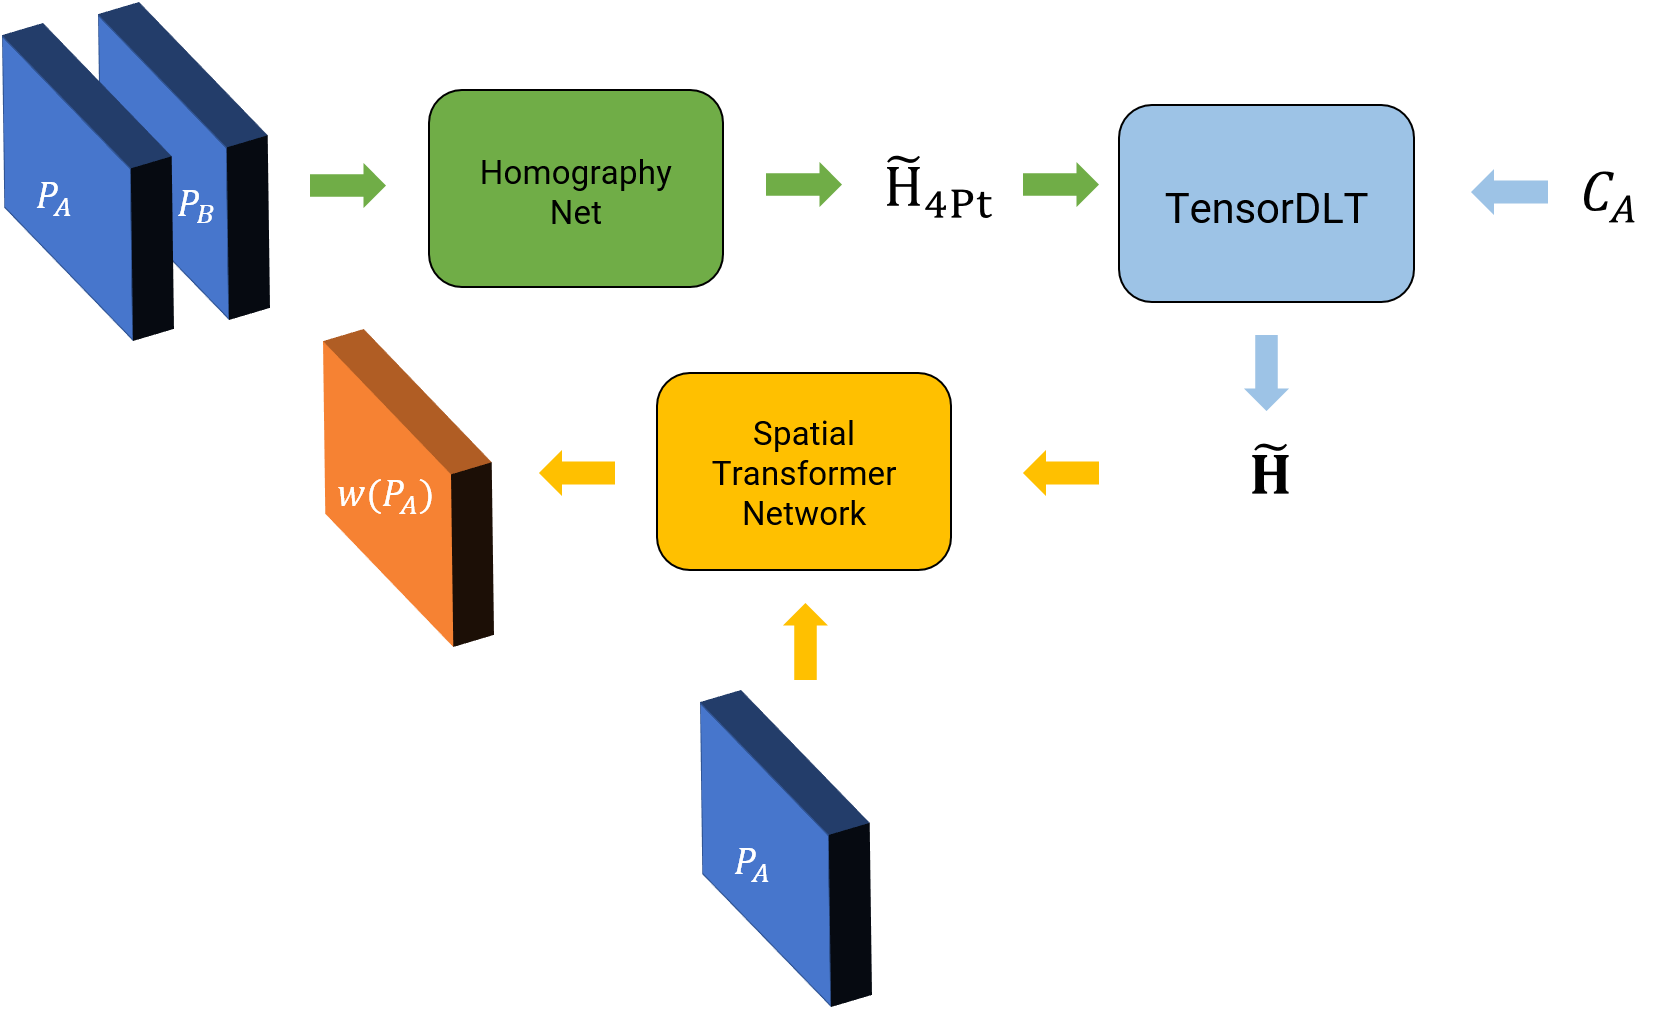 P_A
P_B
Homography
Net
H̃_4Pt
TensorDLT
C_A
w(P_A)
Spatial
Transformer
Network
H̃
P_A